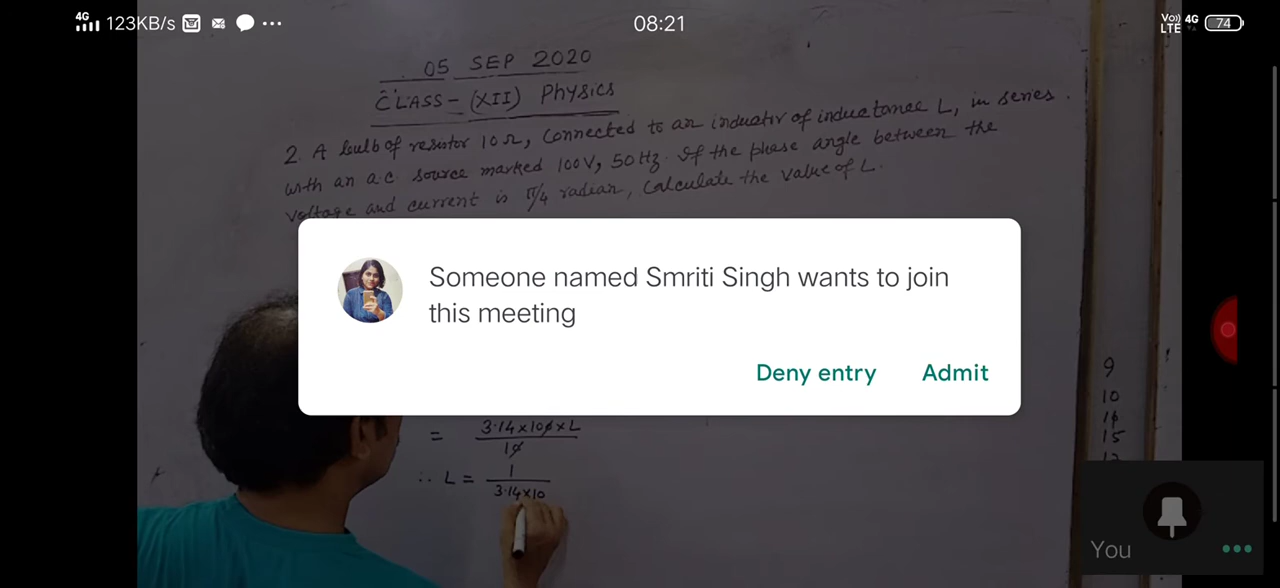 4G 123KB/s 08:21 Vo)) LTE 4G 74
05 SEP 2020
CLASS-(XII) Physics
2. A bulb of resistor 10Ω, connected to an inductor of inductance L, in series
with an a.c. source marked 100V, 50Hz. If the phase angle between the
voltage and current is π/4 radian, Calculate the value of L.
Someone named Smriti Singh wants to join
this meeting
Deny entry Admit
= 3.14×100×L
10
∴ L = 1
3.14×10
9
10
15
You